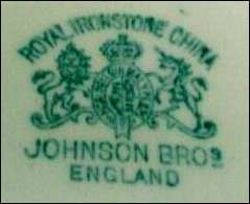 ROYAL IRONSTONE CHINA
JOHNSON BROS
ENGLAND